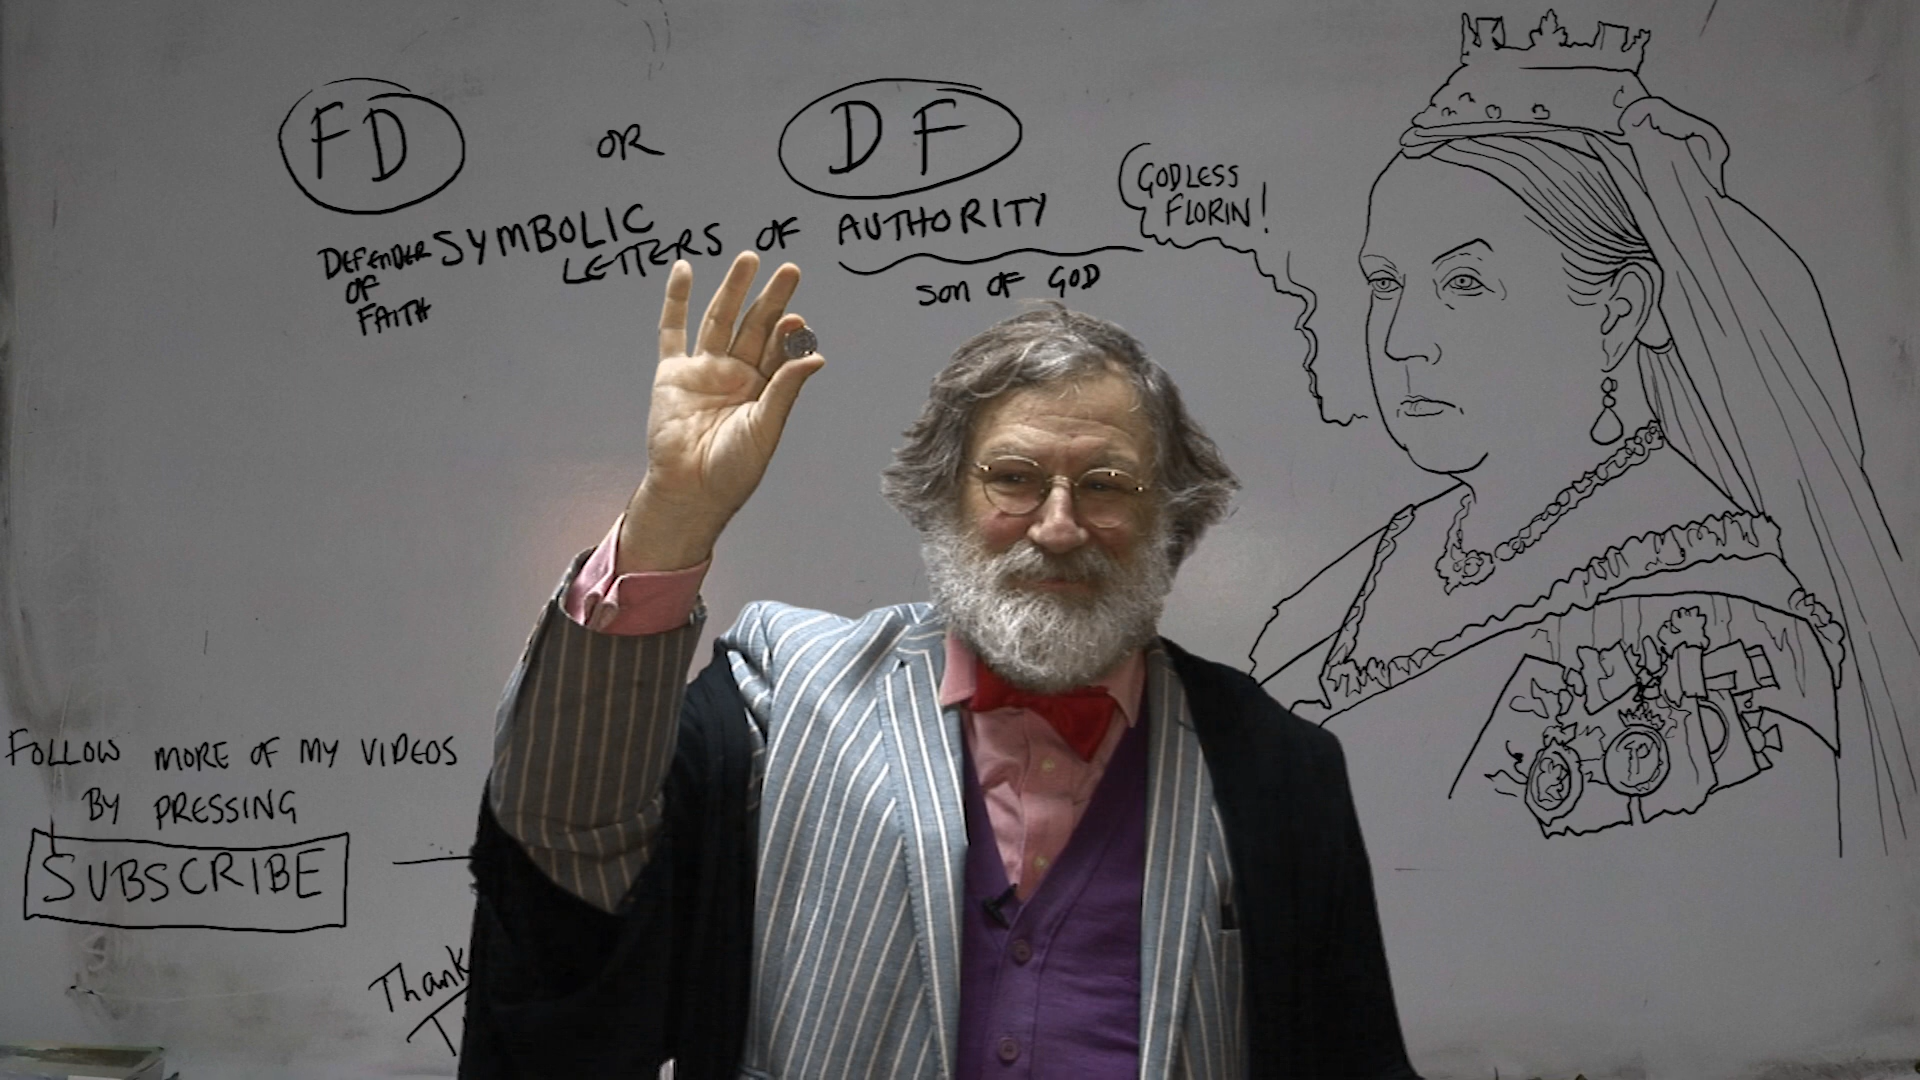 FD OR DF
SYMBOLIC
LETTERS OF AUTHORITY
DEFENDER
OF
FAITH
SON OF GOD
GODLESS
FLORIN!
FOLLOW MORE OF MY VIDEOS
BY PRESSING
SUBSCRIBE
Thank
P